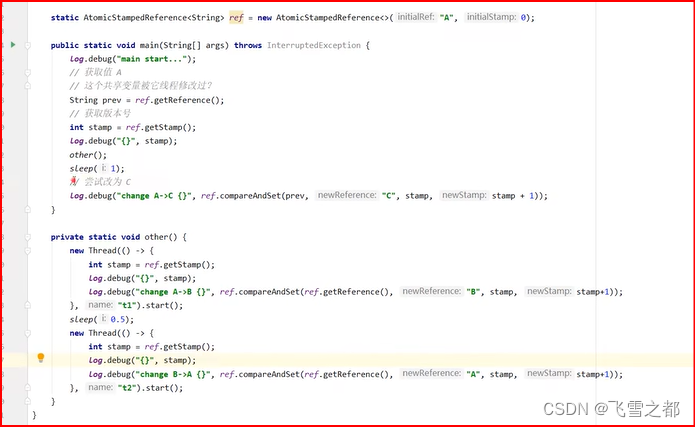 static AtomicStampedReference<String> ref = new AtomicStampedReference<>( initialRef: "A", initialStamp: 0);
public static void main(String[] args) throws InterruptedException {
log.debug("main start...");
// 获取值 A
// 这个共享变量被它线程修改过?
String prev = ref.getReference();
// 获取版本号
int stamp = ref.getStamp();
log.debug("{}", stamp);
other();
sleep( i: 1);
// 尝试改为 C
log.debug("change A->C {}", ref.compareAndSet(prev, newReference: "C", stamp, newStamp: stamp + 1));
}
private static void other() {
new Thread(() -> {
int stamp = ref.getStamp();
log.debug("{}", stamp);
log.debug("change A->B {}", ref.compareAndSet(ref.getReference(), newReference: "B", stamp, newStamp: stamp+1));
}, name: "t1").start();
sleep( i: 0.5);
new Thread(() -> {
int stamp = ref.getStamp();
log.debug("{}", stamp);
log.debug("change B->A {}", ref.compareAndSet(ref.getReference(), newReference: "A", stamp, newStamp: stamp+1));
}, name: "t2").start();
}
}
CSDN @飞雪之都